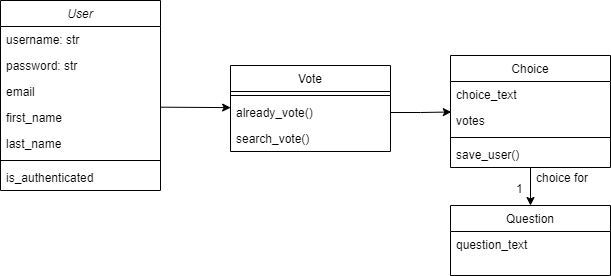 User
username: str
password: str
email
first_name
last_name
is_authenticated
Vote
already_vote()
search_vote()
Choice
choice_text
votes
save_user()
choice for
1
Question
question_text